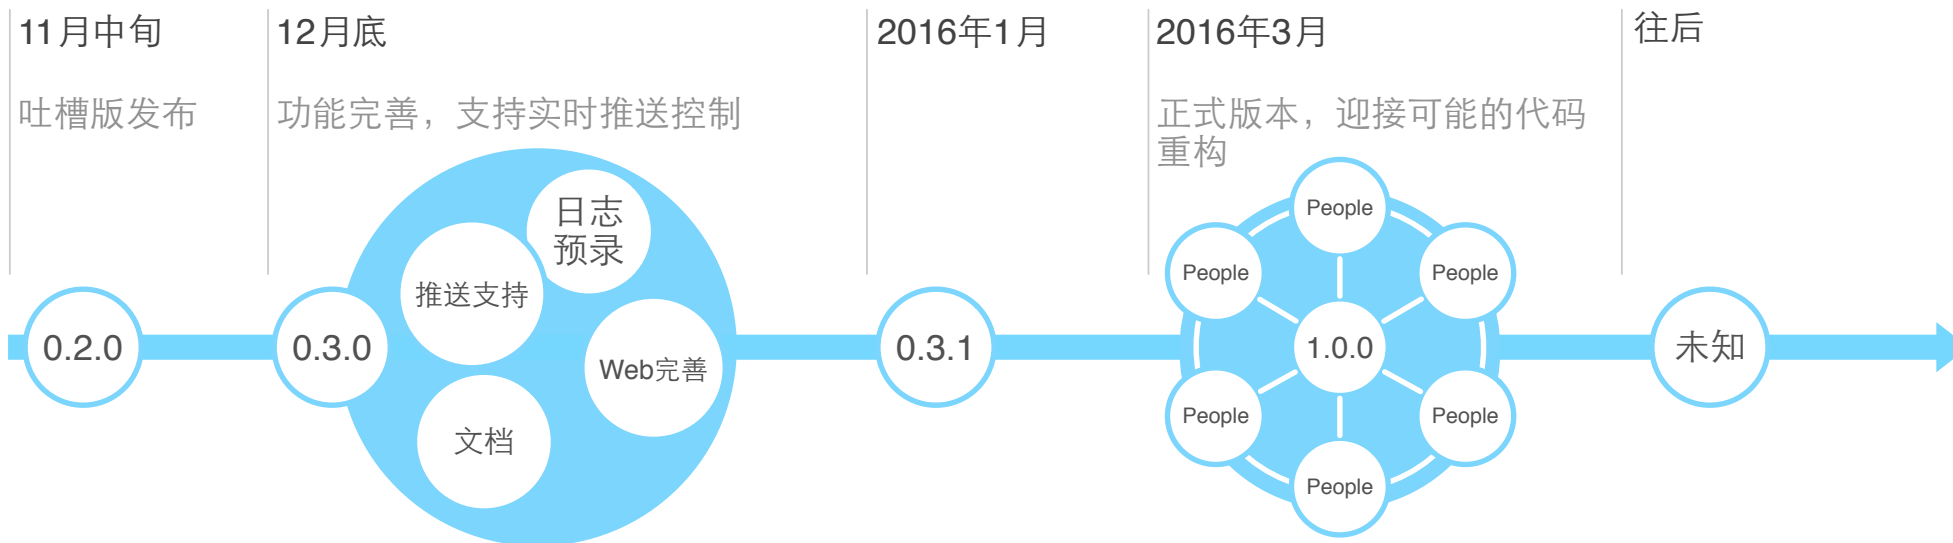 11月中旬
12月底
2016年1月
2016年3月
往后
吐槽版发布
功能完善，支持实时推送控制
正式版本，迎接可能的代码
重构
日志
预录
推送支持
Web完善
文档
0.2.0
0.3.0
0.3.1
1.0.0
People
People
People
People
People
People
未知